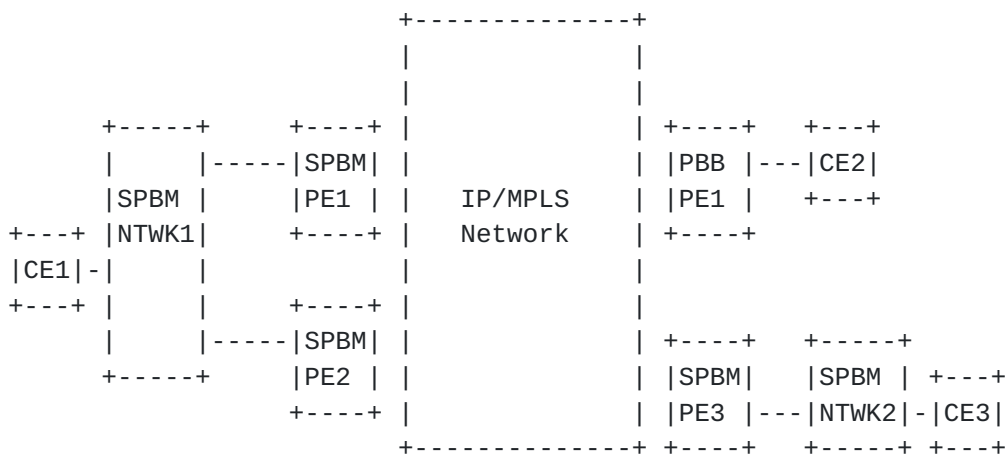 +--------------+
                     |              |
                     |              |
     +-----+    +----+ |              | +----+   +---+
     |     |-----|SPBM| |              | |PBB |---|CE2|
     |SPBM |     |PE1 | |   IP/MPLS    | |PE1 |   +---+
+---+ |NTWK1|     +----+ |   Network    | +----+
|CE1|-|     |            |              |
+---+ |     |     +----+ |              |
     |     |-----|SPBM| |              | +----+   +-----+
     +-----+     |PE2 | |              | |SPBM|   |SPBM | +---+
                 +----+ |              | |PE3 |---|NTWK2|-|CE3|
                        +--------------+ +----+   +-----+ +---+